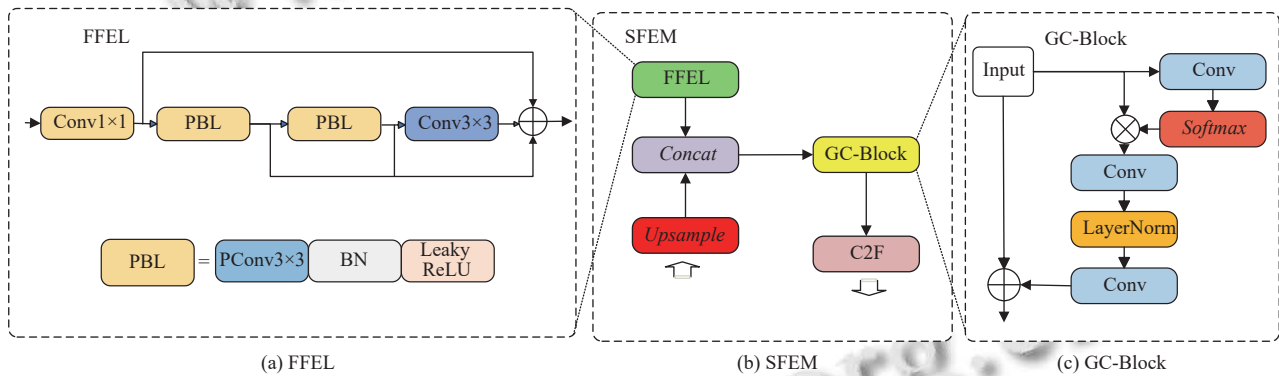 FFEL
Conv1×1
PBL
PBL
Conv3×3
PBL
=
PConv3×3
BN
Leaky
ReLU
(a) FFEL
SFEM
FFEL
Concat
GC-Block
Upsample
C2F
(b) SFEM
GC-Block
Input
Conv
Softmax
Conv
LayerNorm
Conv
(c) GC-Block